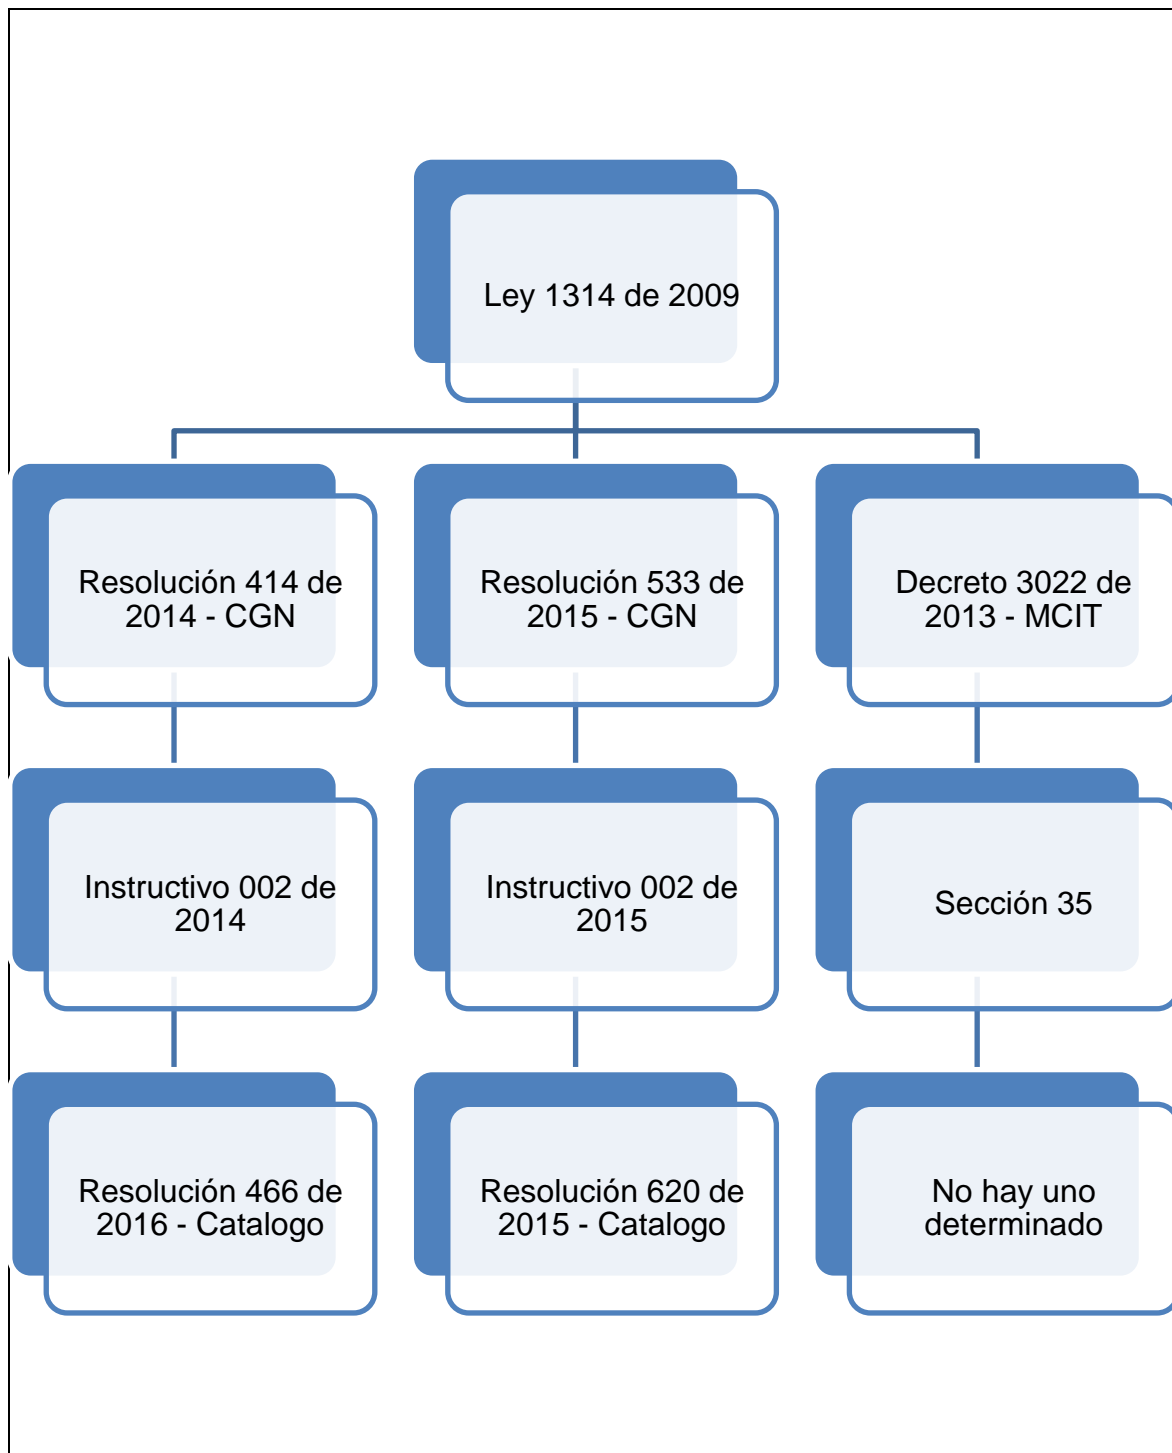 Ley 1314 de 2009
Resolución 414 de
2014 - CGN
Resolución 533 de
2015 - CGN
Decreto 3022 de
2013 - MCIT
Instructivo 002 de
2014
Instructivo 002 de
2015
Sección 35
Resolución 466 de
2016 - Catalogo
Resolución 620 de
2015 - Catalogo
No hay uno
determinado